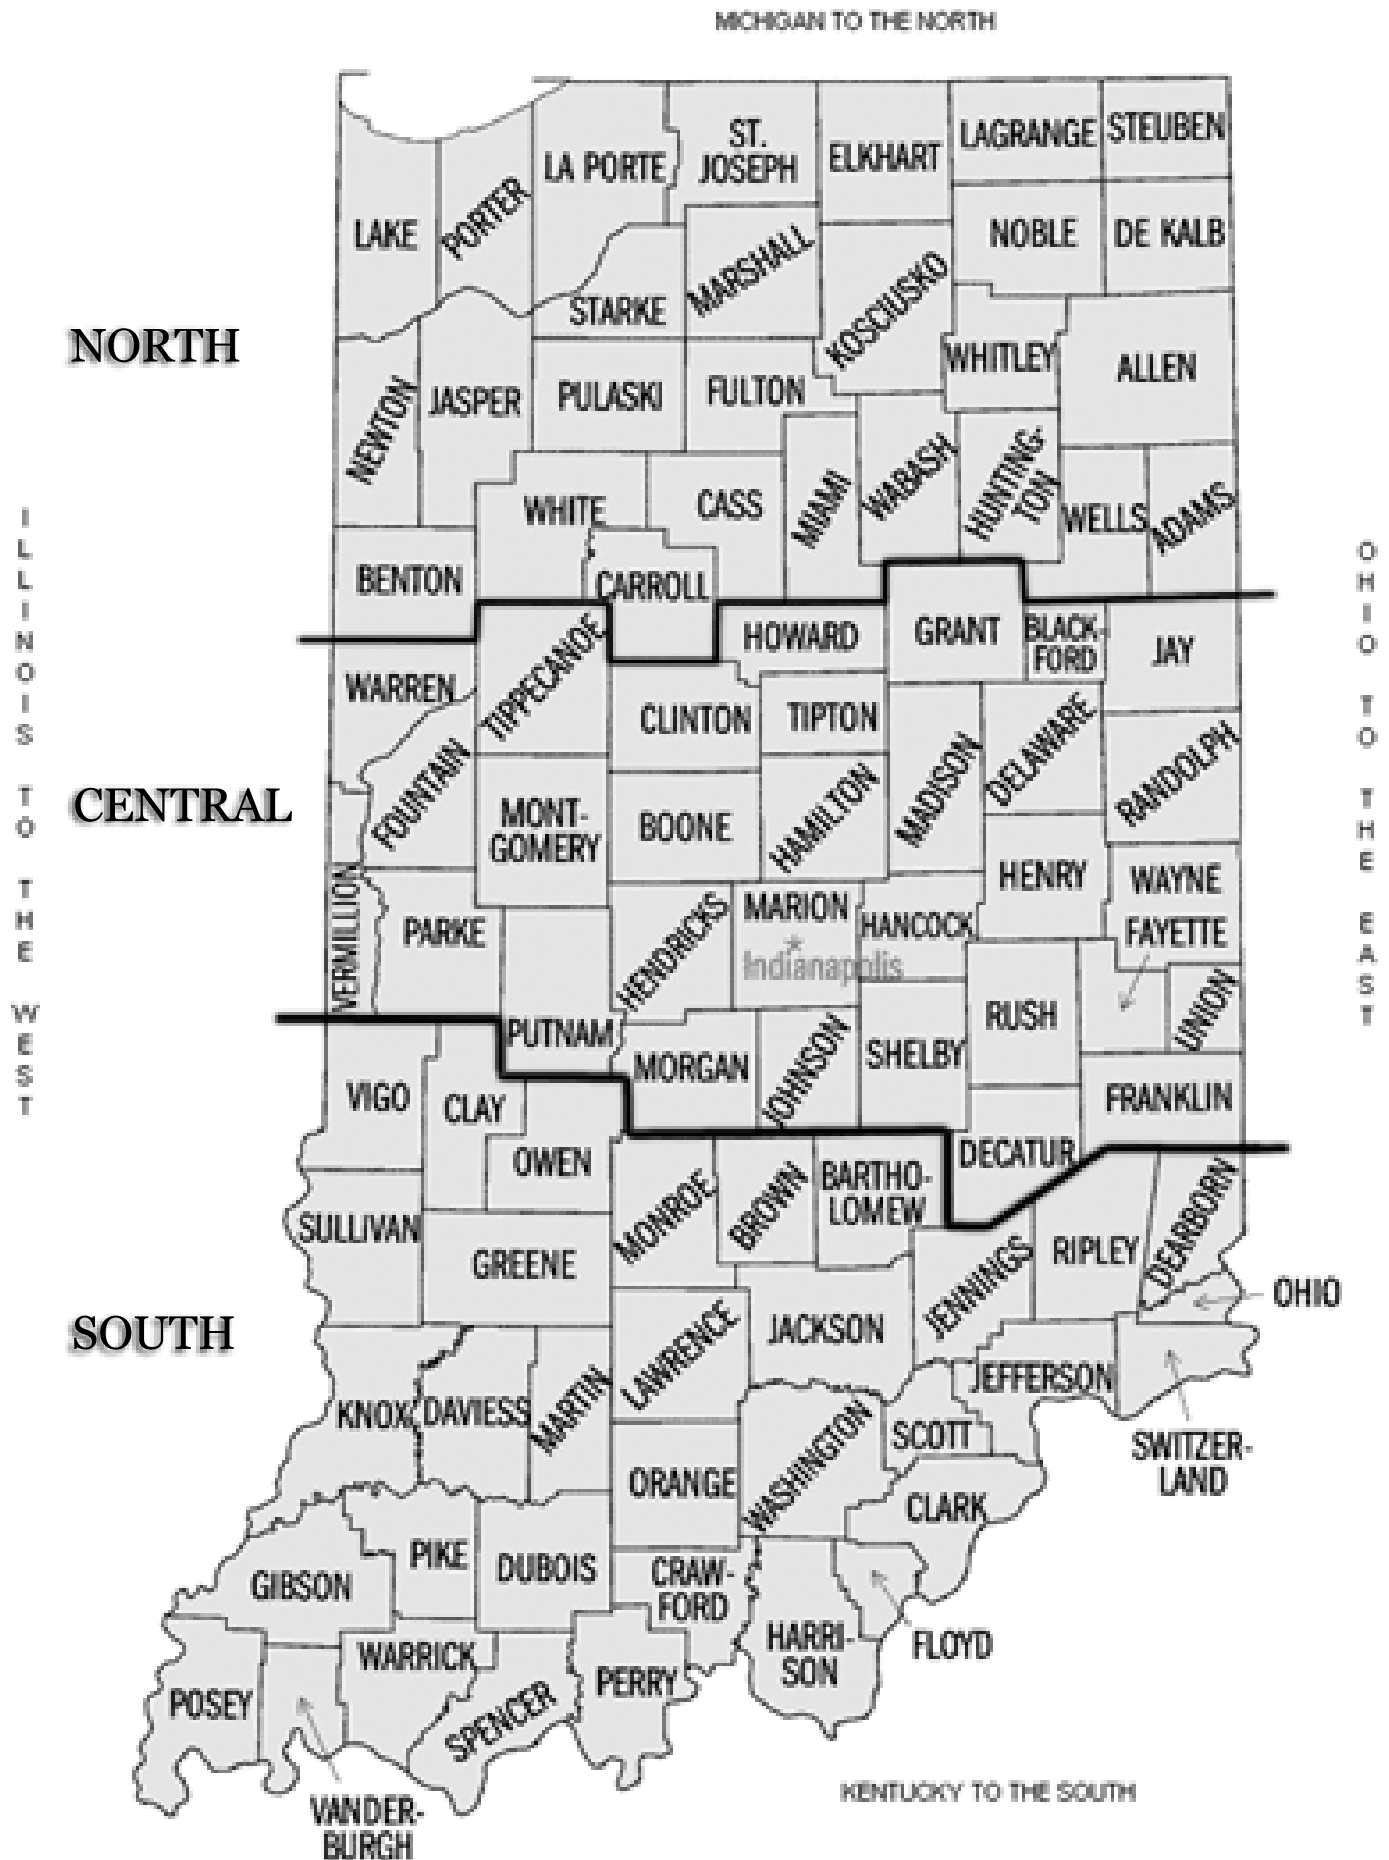 MICHIGAN TO THE NORTH
ST.
JOSEPH
LA PORTE
ELKHART
LAGRANGE
STEUBEN
LAKE
PORTER
NOBLE
DE KALB
MARSHALL
STARKE
KOSCIUSKO
NORTH
WHITLEY
ALLEN
NEWTON
JASPER
PULASKI
FULTON
WHITE
CASS
MIAMI
WABASH
HUNTING-
TON
WELLS
ADAMS
BENTON
CARROLL
ILLINOIS TO THE WEST
OHIO TO THE EAST
HOWARD
GRANT
BLACK-
FORD
JAY
WARREN
TIPPECANOE
CLINTON
TIPTON
CENTRAL
FOUNTAIN
MONT-
GOMERY
BOONE
HAMILTON
MADISON
DELAWARE
RANDOLPH
HENRY
WAYNE
VERMILLION
PARKE
HENDRICKS
MARION
Indianapolis
HANCOCK
FAYETTE
PUTNAM
MORGAN
JOHNSON
SHELBY
RUSH
UNION
VIGO
CLAY
OWEN
FRANKLIN
DECATUR
SULLIVAN
GREENE
MONROE
BROWN
BARTHO-
LOMEW
JENNINGS
RIPLEY
DEARBORN
OHIO
SOUTH
LAWRENCE
JACKSON
JEFFERSON
KNOX
DAVIESS
MARTIN
ORANGE
WASHINGTON
SCOTT
SWITZER-
LAND
CLARK
GIBSON
PIKE
DUBOIS
CRAW-
FORD
HARRI-
SON
FLOYD
POSEY
WARRICK
SPENCER
PERRY
VANDER-
BURGH
KENTUCKY TO THE SOUTH